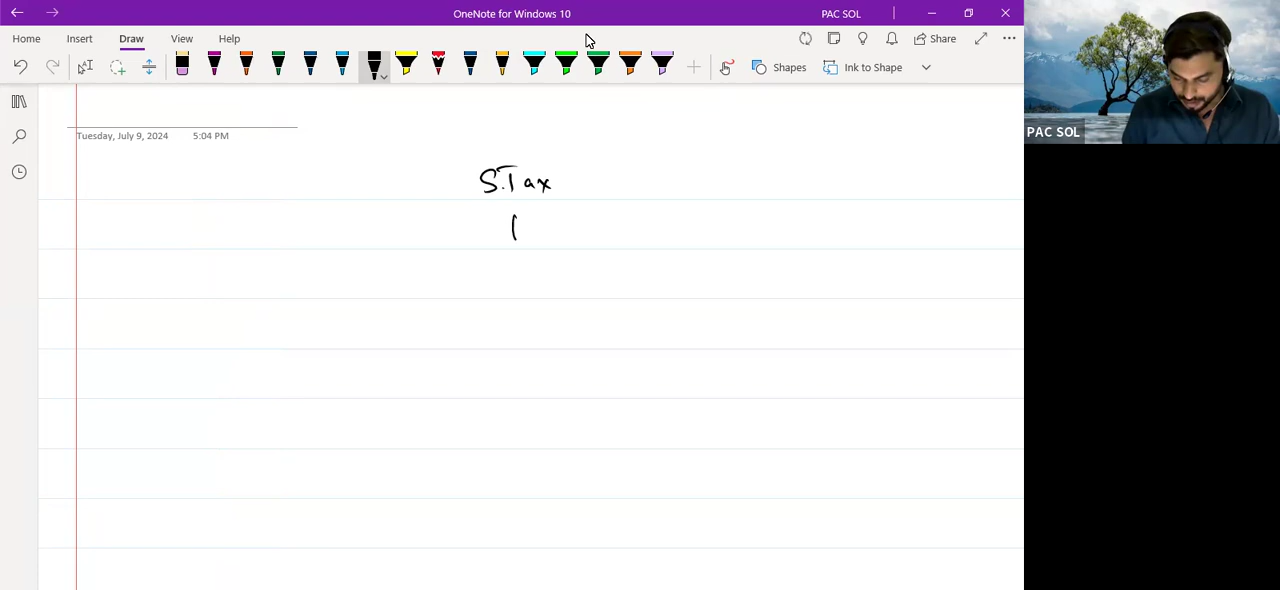 OneNote for Windows 10
PAC SOL
Home Insert Draw View Help
Share
Shapes
Ink to Shape
PAC SOL
Tuesday, July 9, 2024 5:04 PM
S.Tax
(